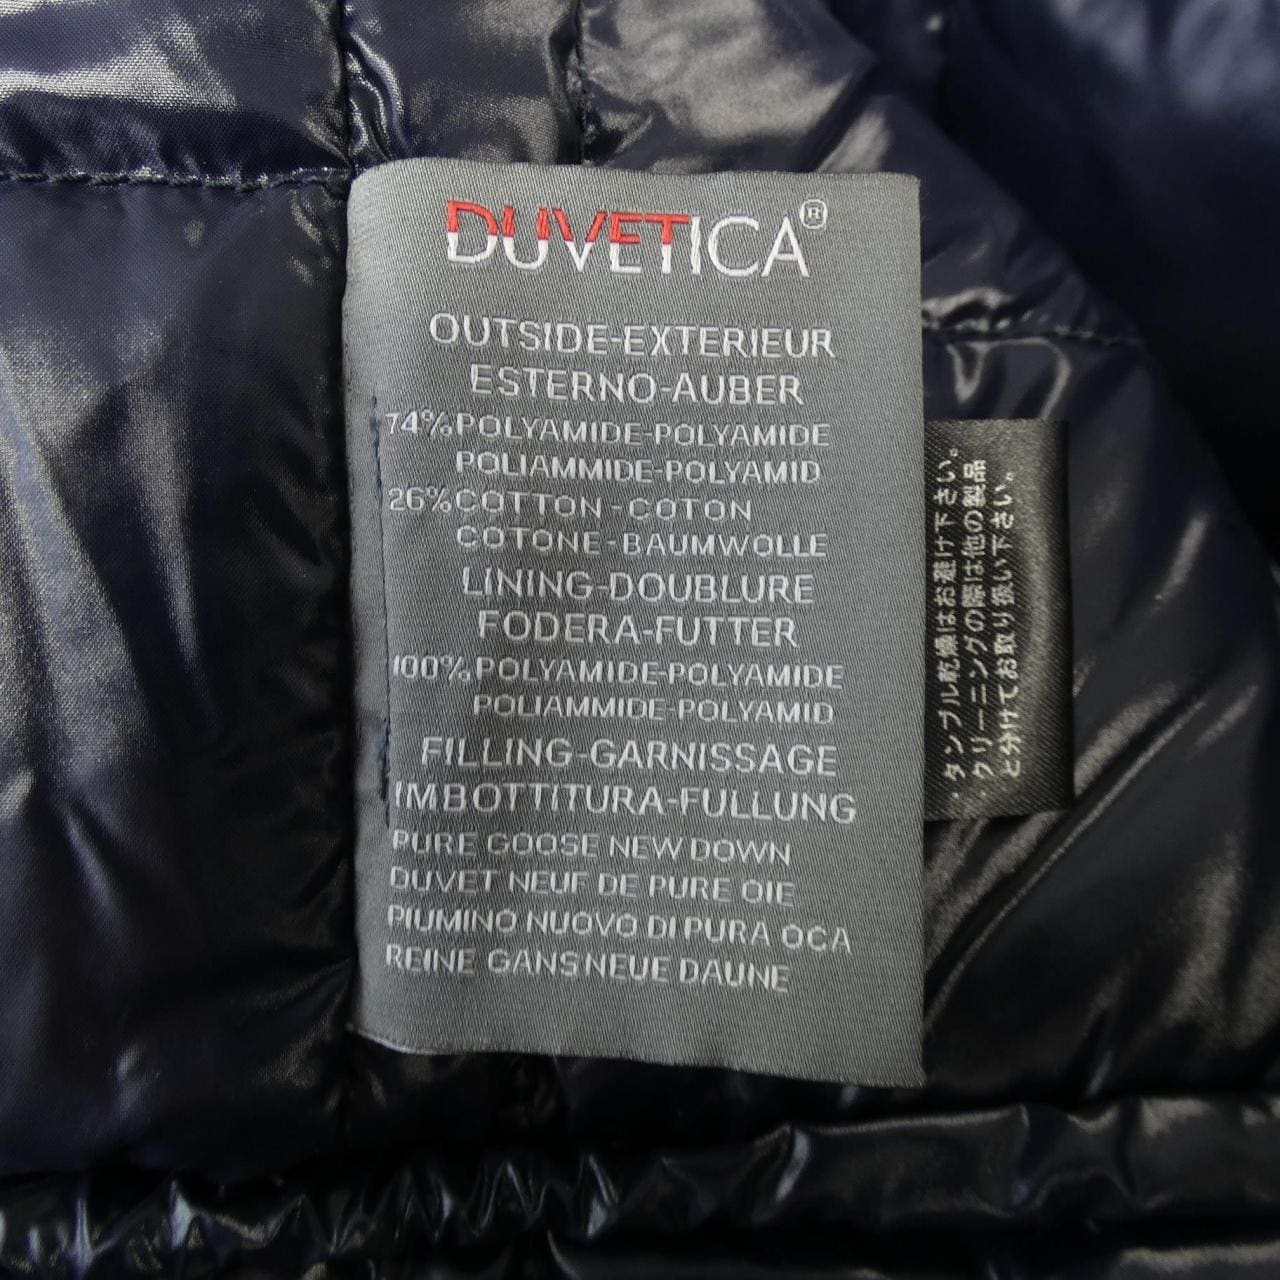 DUVETICA®
OUTSIDE-EXTERIEUR
ESTERNO-AUBER
74%POLYAMIDE-POLYAMIDE
POLIAMMIDE-POLYAMID
26%COTTON-COTON
COTONE-BAUMWOLLE
LINING-DOUBLURE
FODERA-FUTTER
100%POLYAMIDE-POLYAMIDE
POLIAMMIDE-POLYAMID
FILLING-GARNISSAGE
IMBOTTITURA-FULLUNG
PURE GOOSE NEW DOWN
DUVET NEUF DE PURE OIE
PIUMINO NUOVO DI PURA OCA
REINE GANSNEUE DAUNE
・タンブル乾燥はお避け下さい。
・クリーニングの際は他の製品
と分けてお取り扱い下さい。